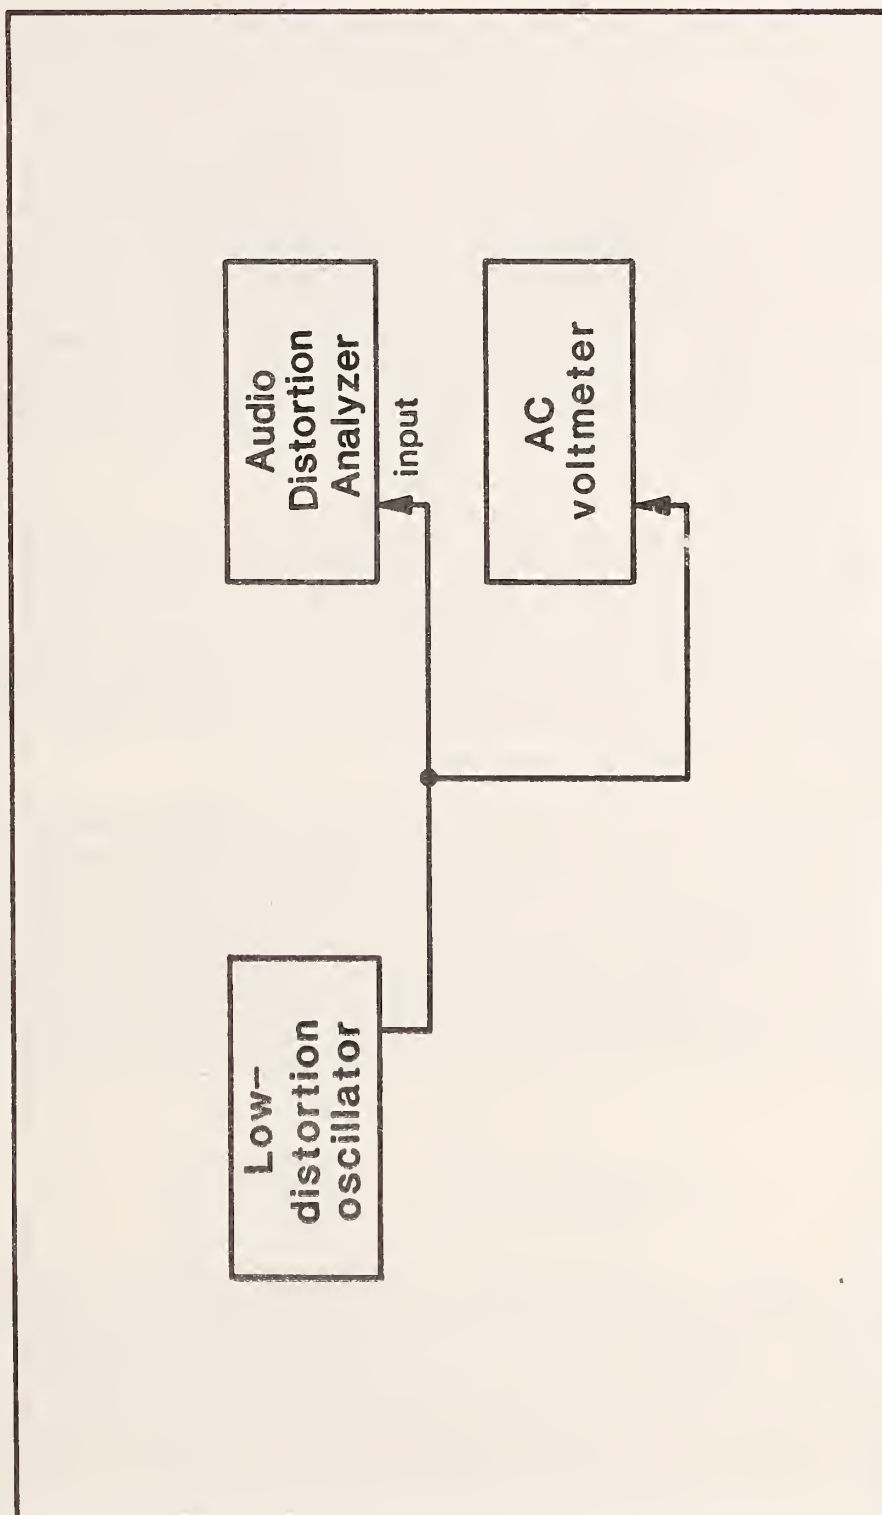 Low-
distortion
oscillator
Audio
Distortion
Analyzer
input
AC
voltmeter